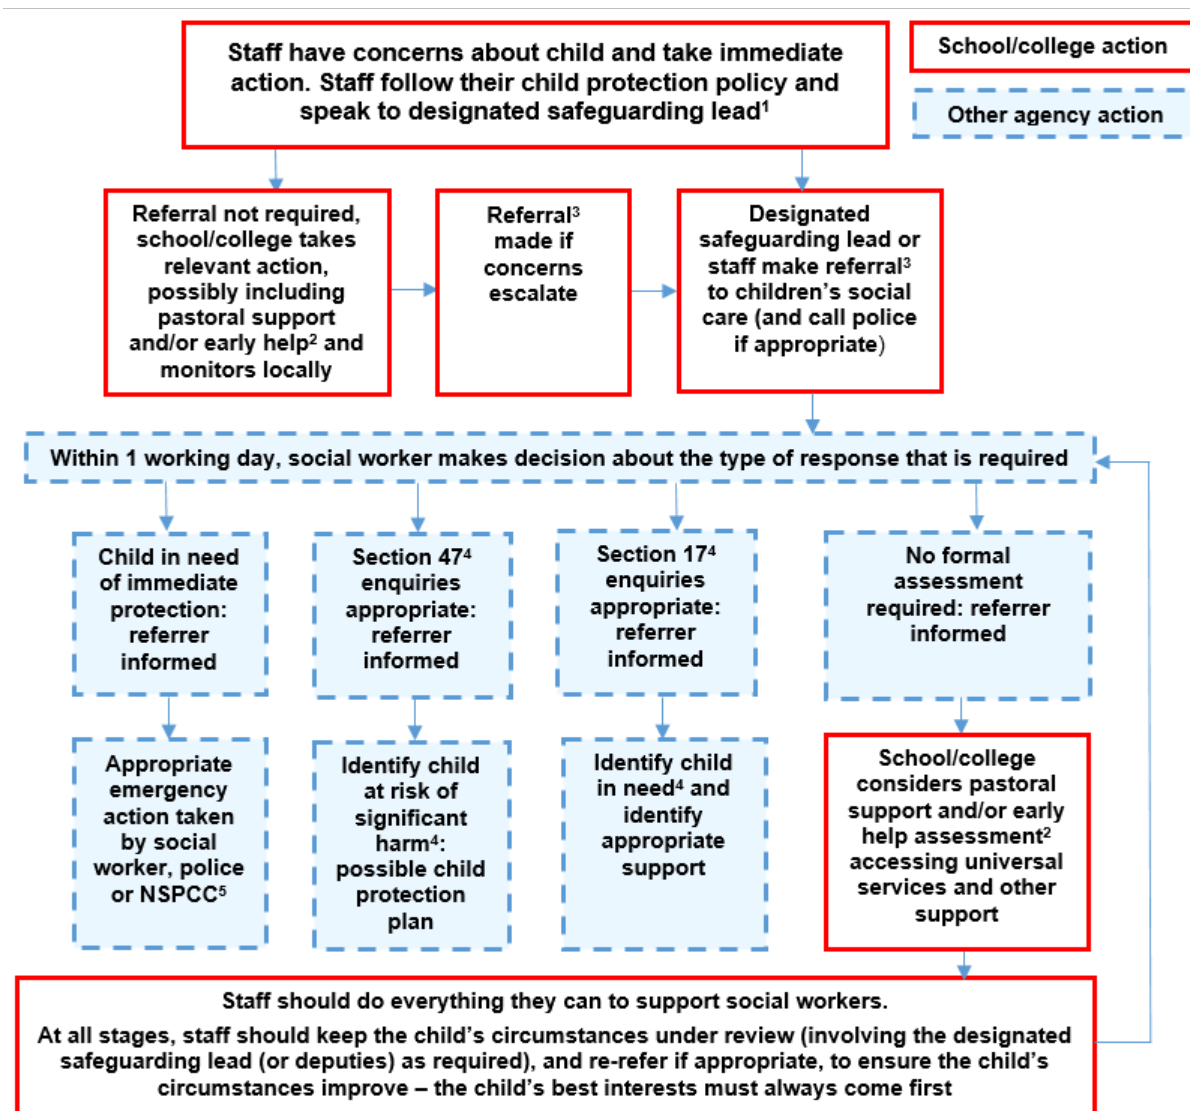 Staff have concerns about child and take immediate
action. Staff follow their child protection policy and
speak to designated safeguarding lead¹
School/college action
Other agency action
Referral not required,
school/college takes
relevant action,
possibly including
pastoral support
and/or early help² and
monitors locally
Referral³
made if
concerns
escalate
Designated
safeguarding lead or
staff make referral³
to children’s social
care (and call police
if appropriate)
Within 1 working day, social worker makes decision about the type of response that is required
Child in need
of immediate
protection:
referrer
informed
Section 47⁴
enquiries
appropriate:
referrer
informed
Section 17⁴
enquiries
appropriate:
referrer
informed
No formal
assessment
required: referrer
informed
Appropriate
emergency
action taken
by social
worker, police
or NSPCC⁵
Identify child
at risk of
significant
harm⁴:
possible child
protection
plan
Identify child
in need⁴ and
identify
appropriate
support
School/college
considers pastoral
support and/or early
help assessment²
accessing universal
services and other
support
Staff should do everything they can to support social workers.
At all stages, staff should keep the child’s circumstances under review (involving the designated
safeguarding lead (or deputies) as required), and re-refer if appropriate, to ensure the child’s
circumstances improve – the child’s best interests must always come first